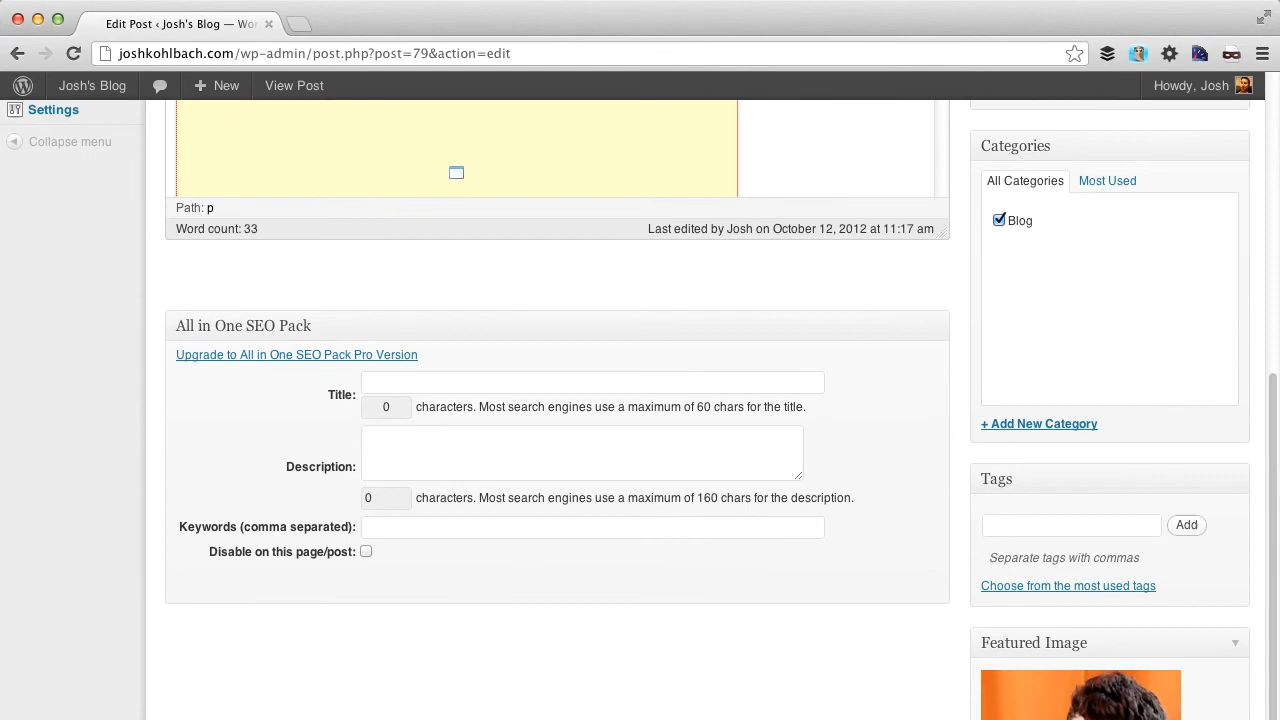 Edit Post ‹ Josh's Blog — Wor
joshkohlbach.com/wp-admin/post.php?post=79&action=edit
Josh's Blog
New
View Post
Howdy, Josh
Settings
Collapse menu
Path: p
Word count: 33
Last edited by Josh on October 12, 2012 at 11:17 am
All in One SEO Pack
Upgrade to All in One SEO Pack Pro Version
Title:
0 characters. Most search engines use a maximum of 60 chars for the title.
Description:
0 characters. Most search engines use a maximum of 160 chars for the description.
Keywords (comma separated):
Disable on this page/post:
Categories
All Categories
Most Used
Blog
+ Add New Category
Tags
Add
Separate tags with commas
Choose from the most used tags
Featured Image